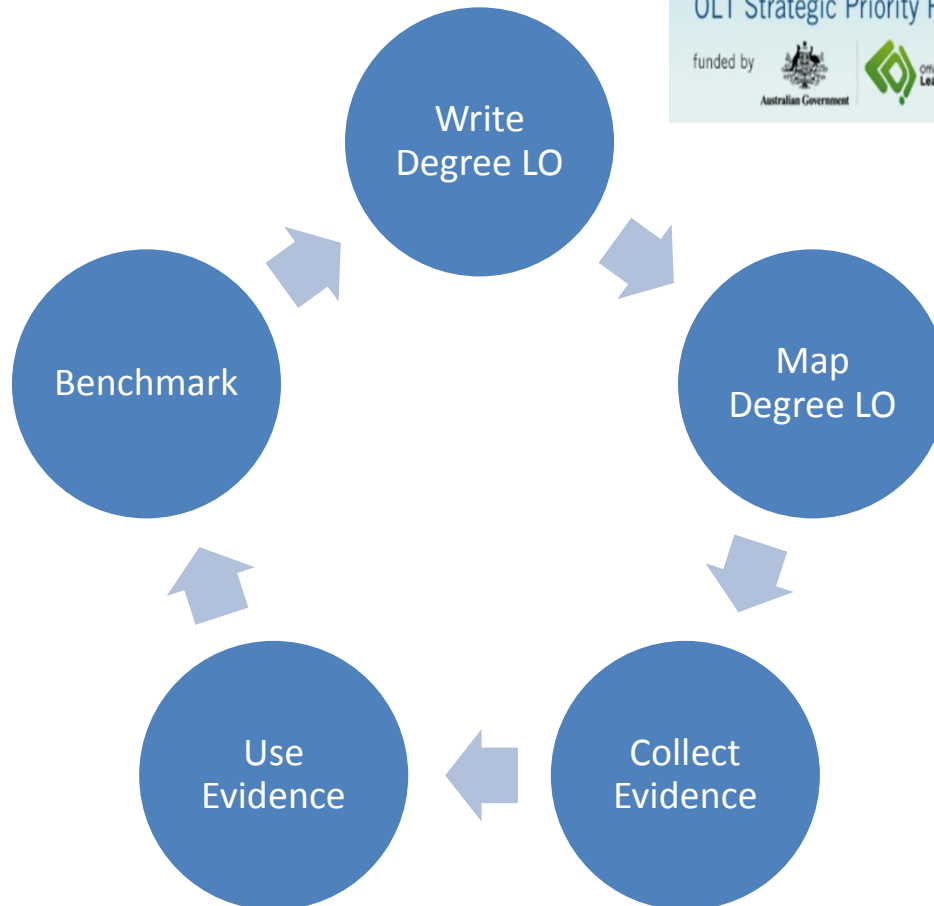 OLT Strategic Priority
funded by
Australian Government
Write
Degree LO
Map
Degree LO
Collect
Evidence
Use
Evidence
Benchmark